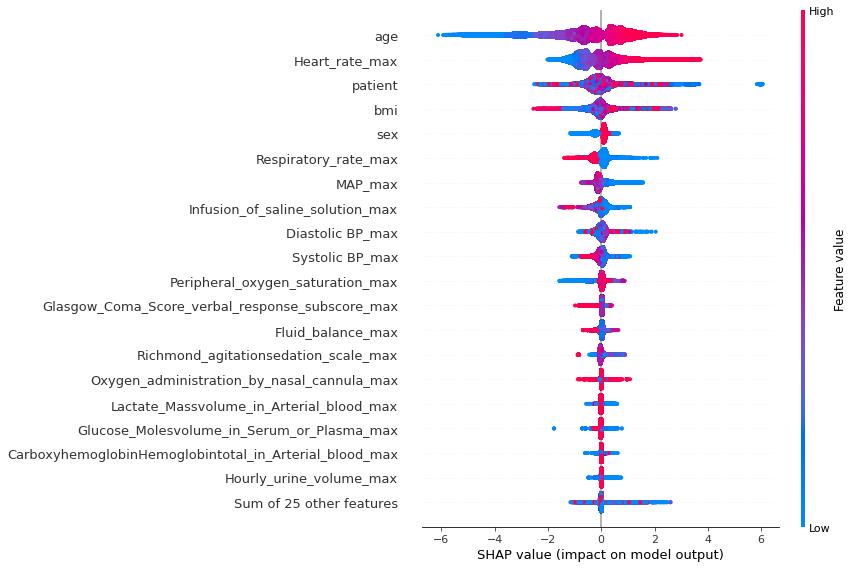 High
age
Heart_rate_max
patient
bmi
sex
Respiratory_rate_max
MAP_max
Infusion_of_saline_solution_max
Diastolic BP_max
Systolic BP_max
Peripheral_oxygen_saturation_max
Glasgow_Coma_Score_verbal_response_subscore_max
Fluid_balance_max
Richmond_agitationsedation_scale_max
Oxygen_administration_by_nasal_cannula_max
Lactate_Massvolume_in_Arterial_blood_max
Glucose_Molesvolume_in_Serum_or_Plasma_max
CarboxyhemoglobinHemoglobintotal_in_Arterial_blood_max
Hourly_urine_volume_max
Sum of 25 other features
Feature value
Low
−6 −4 −2 0 2 4 6
SHAP value (impact on model output)